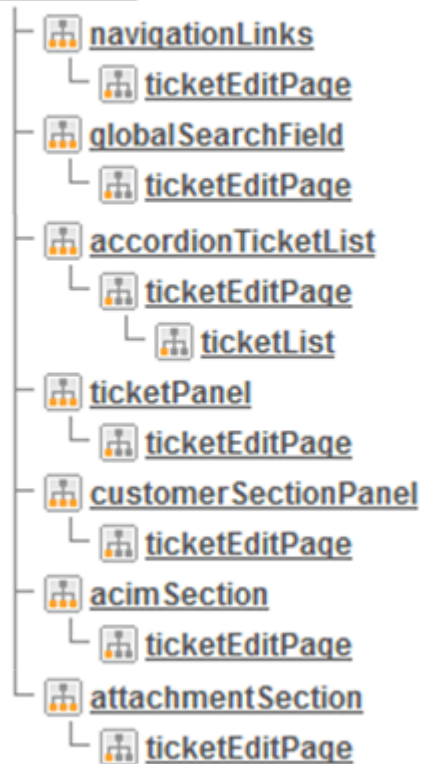 navigationLinks
ticketEditPage
globalSearchField
ticketEditPage
accordionTicketList
ticketEditPage
ticketList
ticketPanel
ticketEditPage
customerSectionPanel
ticketEditPage
acimSection
ticketEditPage
attachmentSection
ticketEditPage